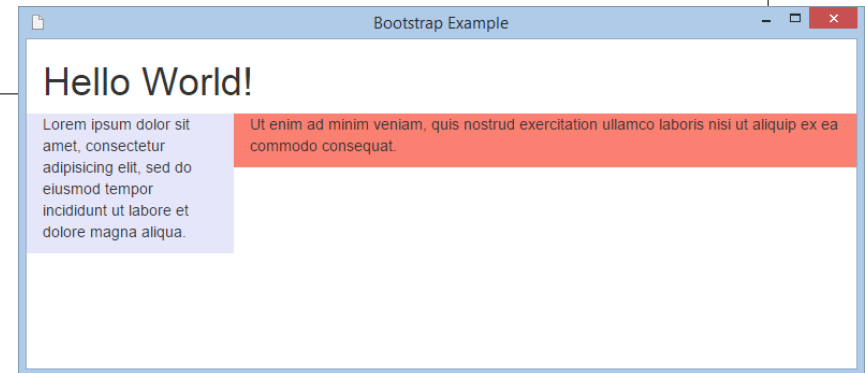 Bootstrap Example
Hello World!
Lorem ipsum dolor sit
amet, consectetur
adipisicing elit, sed do
eiusmod tempor
incididunt ut labore et
dolore magna aliqua.
Ut enim ad minim veniam, quis nostrud exercitation ullamco laboris nisi ut aliquip ex ea
commodo consequat.